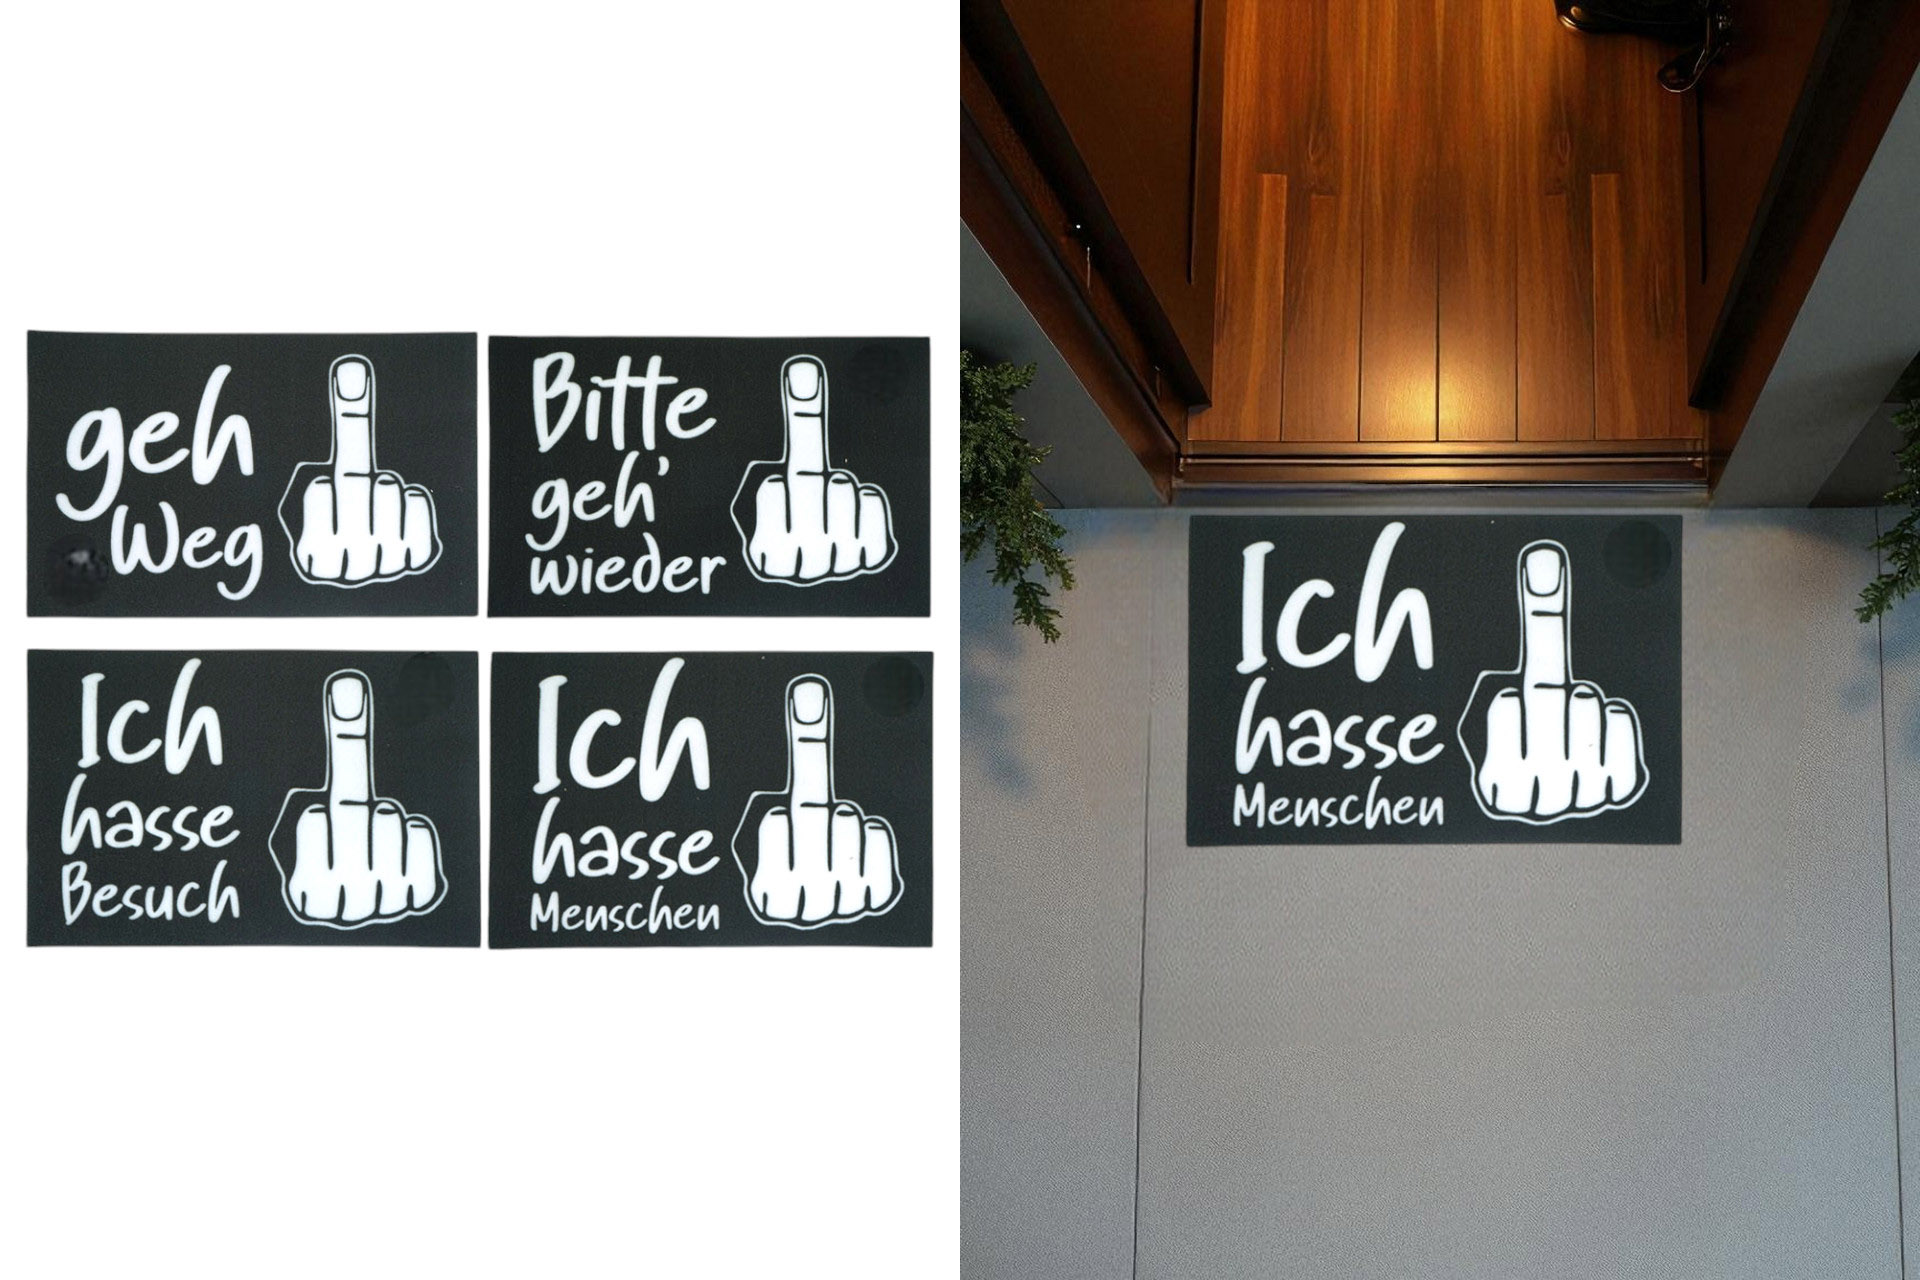 geh
Weg
Bitte
geh'
wieder
Ich
hasse
Besuch
Ich
hasse
Menschen
Ich
hasse
Menschen